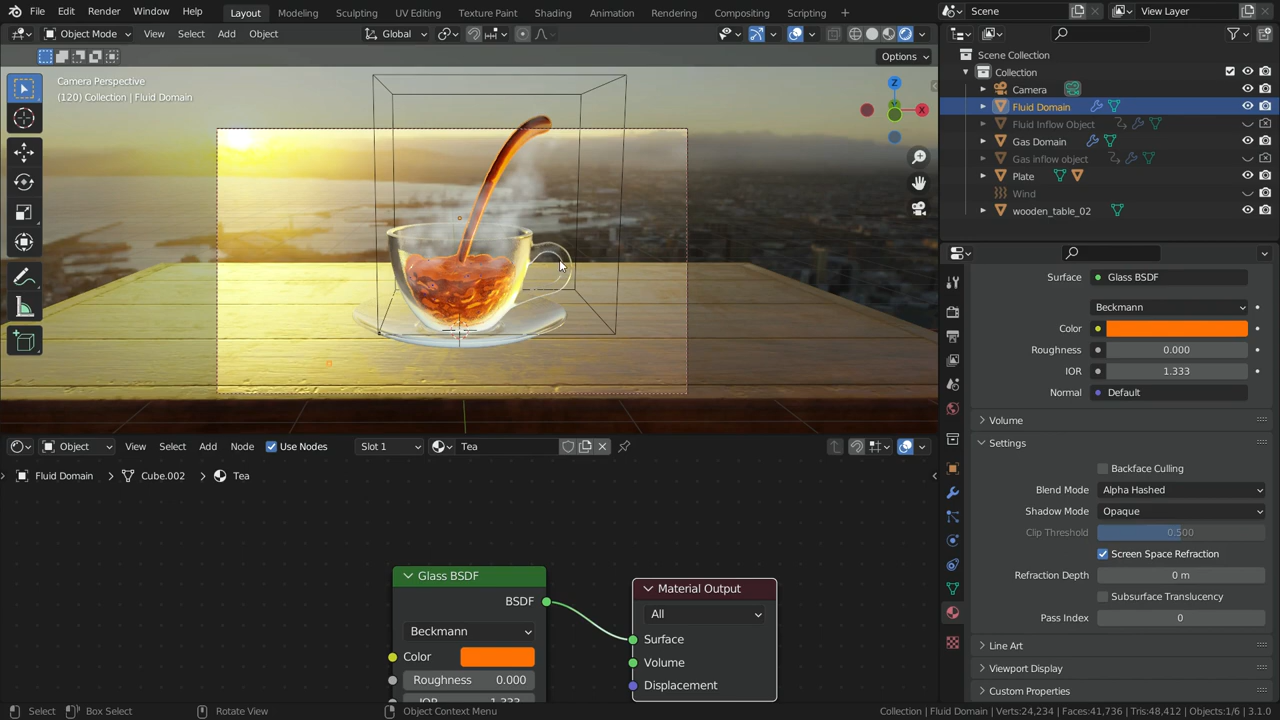 File Edit Render Window Help Layout Modeling Sculpting UV Editing Texture Paint Shading Animation Rendering Compositing Scripting + Scene View Layer
Object Mode View Select Add Object Global
Options
Camera Perspective
(120) Collection | Fluid Domain
Z
Y
X
Scene Collection
Collection
Camera
Fluid Domain
Fluid Inflow Object
Gas Domain
Gas inflow object
Plate
Wind
wooden_table_02
Surface Glass BSDF
Beckmann
Color
Roughness 0.000
IOR 1.333
Normal Default
Volume
Settings
Backface Culling
Blend Mode Alpha Hashed
Shadow Mode Opaque
Clip Threshold 0.500
Screen Space Refraction
Refraction Depth 0 m
Subsurface Translucency
Pass Index 0
Line Art
Viewport Display
Custom Properties
Object View Select Add Node Use Nodes Slot 1 Tea
Fluid Domain > Cube.002 > Tea
Glass BSDF
BSDF
Beckmann
Color
Roughness 0.000
IOR 1.333
Material Output
All
Surface
Volume
Displacement
Select Box Select Rotate View Object Context Menu Collection | Fluid Domain | Verts:24,234 | Faces:41,736 | Tris:48,412 | Objects:1/6 | 3.1.0